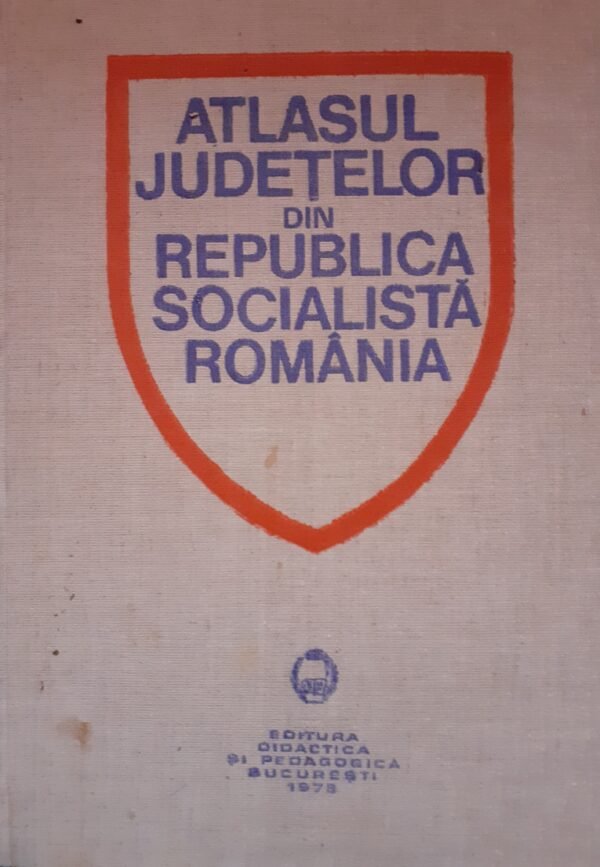 ATLASUL
JUDEȚELOR
DIN
REPUBLICA
SOCIALISTĂ
ROMÂNIA
EDITURA
DIDACTICA
ȘI PEDAGOGICA
BUCUREȘTI
1978